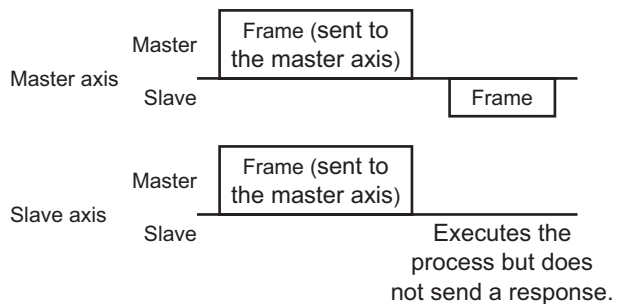 Master axis
Master
Frame (sent to
the master axis)
Slave
Frame
Slave axis
Master
Frame (sent to
the master axis)
Slave
Executes the
process but does
not send a response.